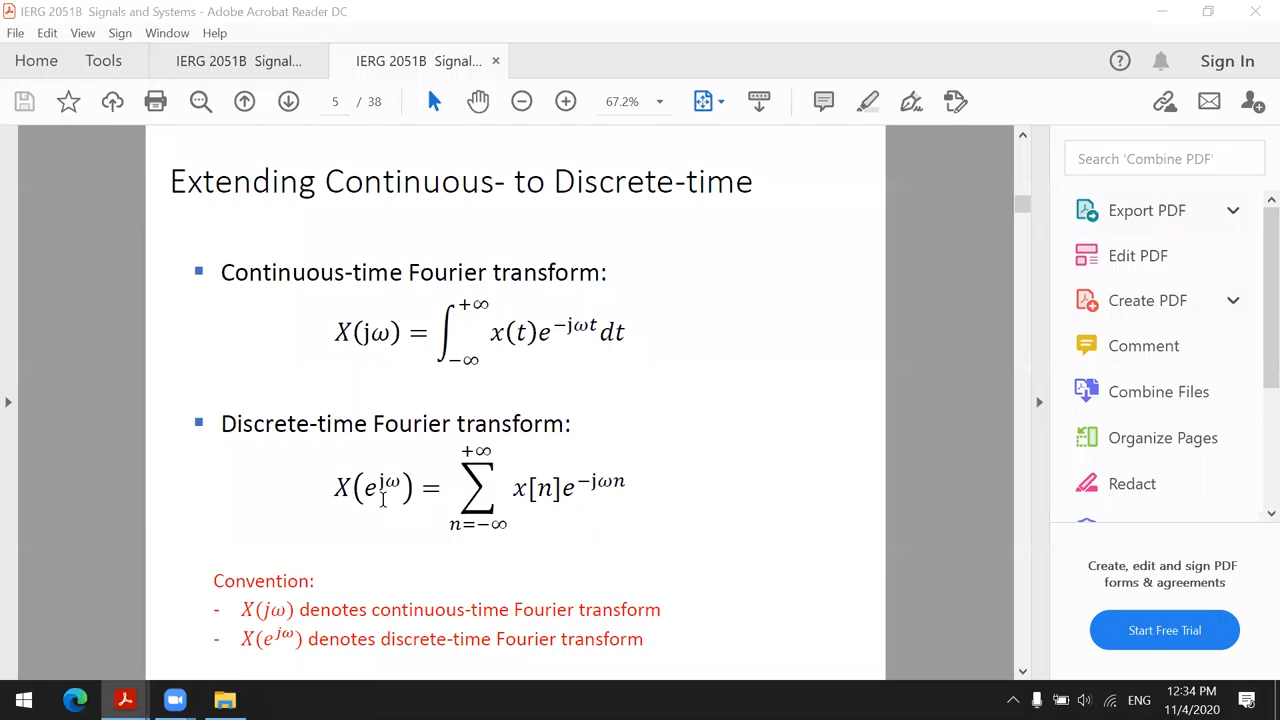 IERG 2051B Signals and Systems - Adobe Acrobat Reader DC
File Edit View Sign Window Help
Home Tools IERG 2051B Signal... IERG 2051B Signal... × Sign In
5 / 38 67.2%
Extending Continuous- to Discrete-time
Search 'Combine PDF'
Export PDF
Edit PDF
Create PDF
Comment
Combine Files
Organize Pages
Redact
▪ Continuous-time Fourier transform:
X(jω) = ∫_{−∞}^{+∞} x(t)e^{−jωt}dt
▪ Discrete-time Fourier transform:
X(e^{jω}) = ∑_{n=−∞}^{+∞} x[n]e^{−jωn}
Convention:
- X(jω) denotes continuous-time Fourier transform
- X(e^{jω}) denotes discrete-time Fourier transform
Create, edit and sign PDF
forms & agreements
Start Free Trial
ENG
12:34 PM
11/4/2020